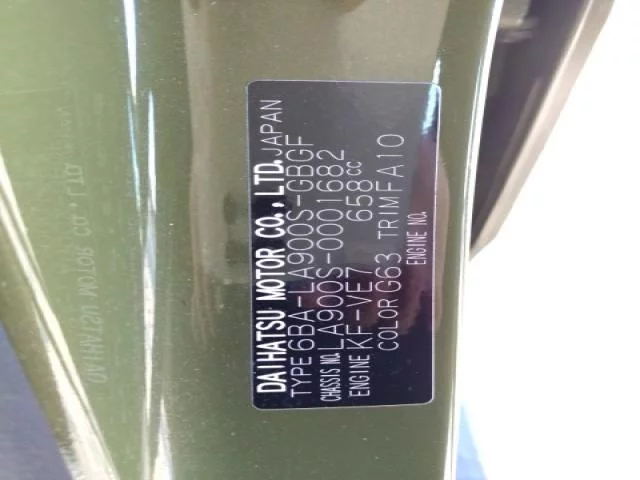 DAIHATSU MOTOR CO., LTD. JAPAN
TYPE 6BA-LA900S-GBGF
CHASSIS NO. LA900S-0001682
ENGINE KF-VE7 658cc
COLOR G63 TRIM FA10
ENGINE NO.